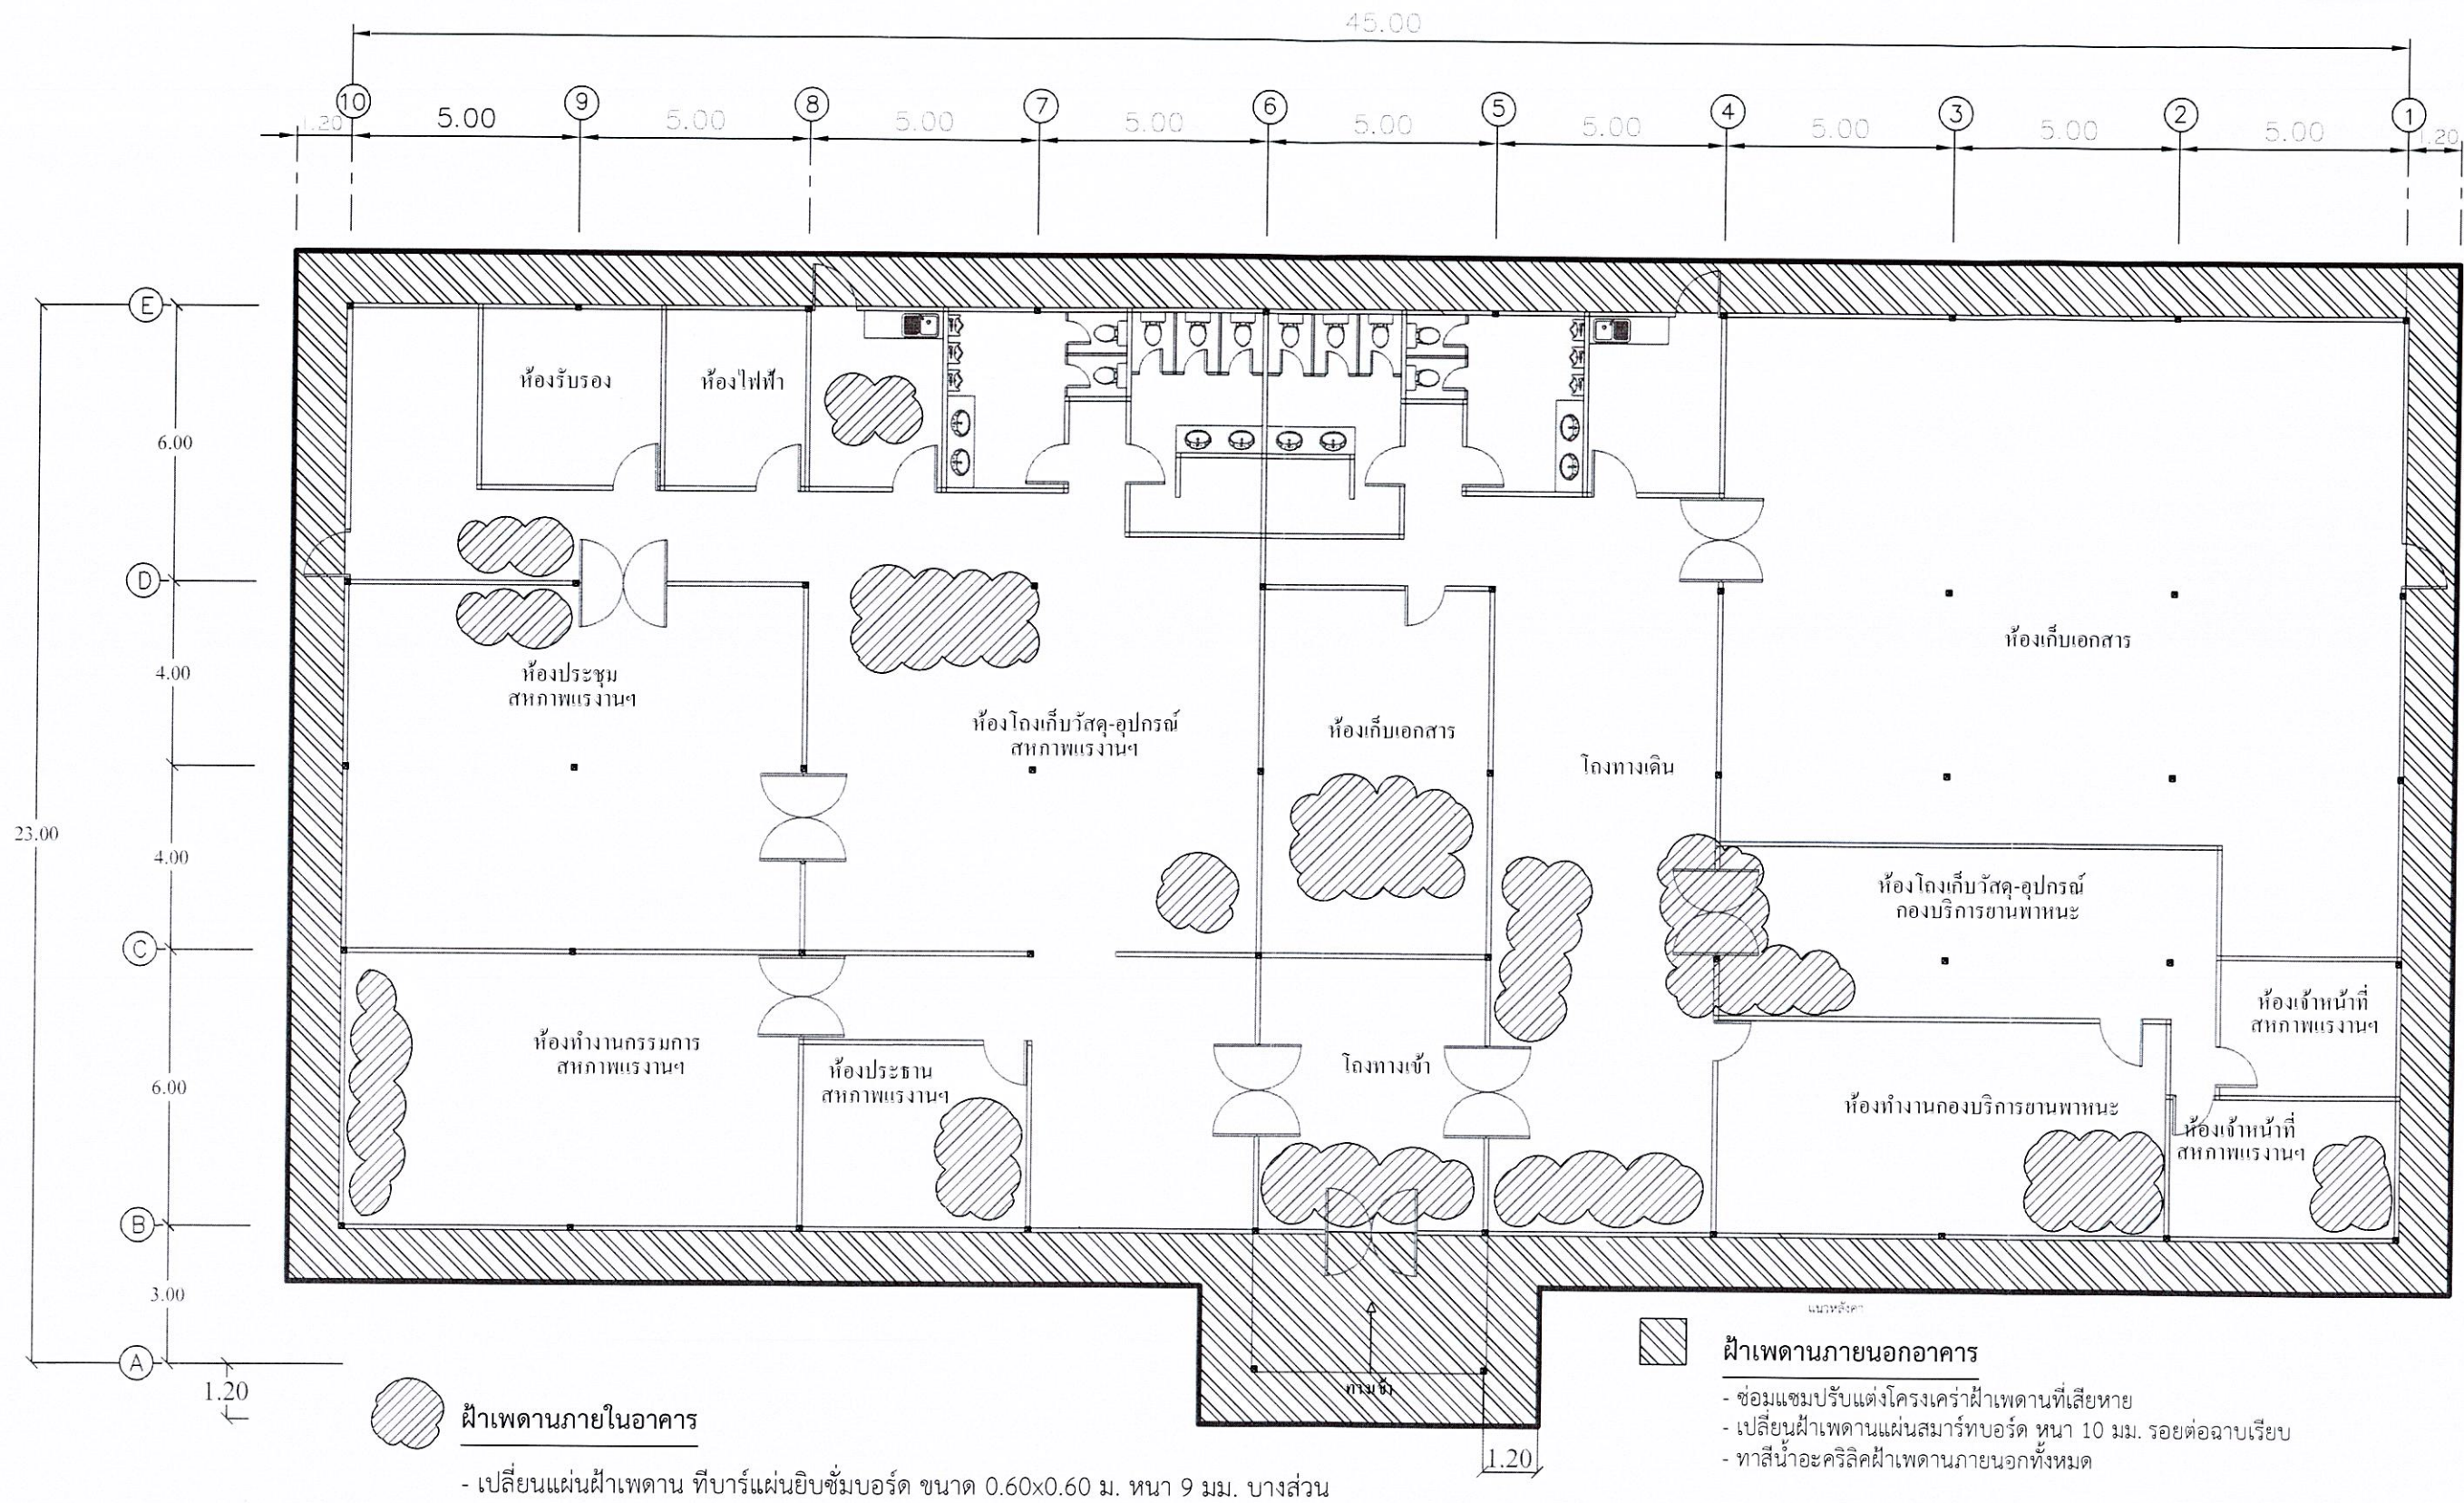 45.00
10 9 8 7 6 5 4 3 2 1
1.20 5.00 5.00 5.00 5.00 5.00 5.00 5.00 5.00 5.00 1.20
E
ห้องรับรอง
ห้องไฟฟ้า
6.00
D
ห้องเก็บเอกสาร
4.00
ห้องประชุม
สหภาพแรงานฯ
ห้องโถงเก็บวัสดุ-อุปกรณ์
สหภาพแรงานฯ
ห้องเก็บเอกสาร
โถงทางเดิน
23.00
4.00
ห้องโถงเก็บวัสดุ-อุปกรณ์
กองบริการยานพาหนะ
C
ห้องเจ้าหน้าที่
สหภาพแรงานฯ
ห้องทำงานกรรมการ
สหภาพแรงานฯ
ห้องประธาน
สหภาพแรงานฯ
โถงทางเข้า
6.00
ห้องทำงานกองบริการยานพาหนะ
ห้องเจ้าหน้าที่
สหภาพแรงานฯ
B
3.00
แนวหลังคา
A
1.20
1.20
ฝ้าเพดานภายในอาคาร
- เปลี่ยนแผ่นฝ้าเพดาน ทีบาร์แผ่นยิบซั่มบอร์ด ขนาด 0.60x0.60 ม. หนา 9 มม. บางส่วน
ฝ้าเพดานภายนอกอาคาร
- ซ่อมแซมปรับแต่งโครงเคร่าฝ้าเพดานที่เสียหาย
- เปลี่ยนฝ้าเพดานแผ่นสมาร์ทบอร์ด หนา 10 มม. รอยต่อฉาบเรียบ
- ทาสีน้ำอะคริลิคฝ้าเพดานภายนอกทั้งหมด